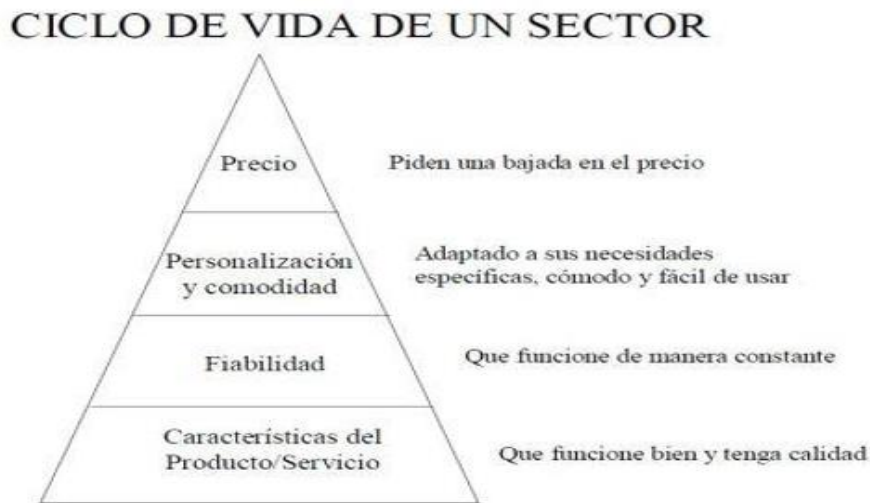 CICLO DE VIDA DE UN SECTOR
Precio
Piden una bajada en el precio
Personalización
y comodidad
Adaptado a sus necesidades
específicas, cómodo y fácil de usar
Fiabilidad
Que funcione de manera constante
Características del
Producto/Servicio
Que funcione bien y tenga calidad